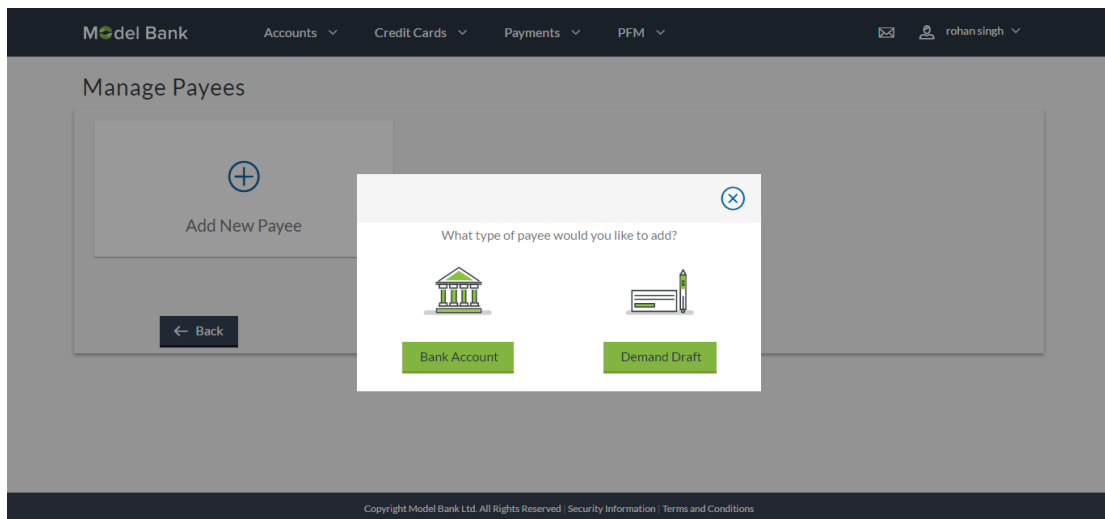 Model Bank Accounts Credit Cards Payments PFM rohan singh
Manage Payees
Add New Payee
What type of payee would you like to add?
← Back
Bank Account Demand Draft
Copyright Model Bank Ltd. All Rights Reserved | Security Information | Terms and Conditions